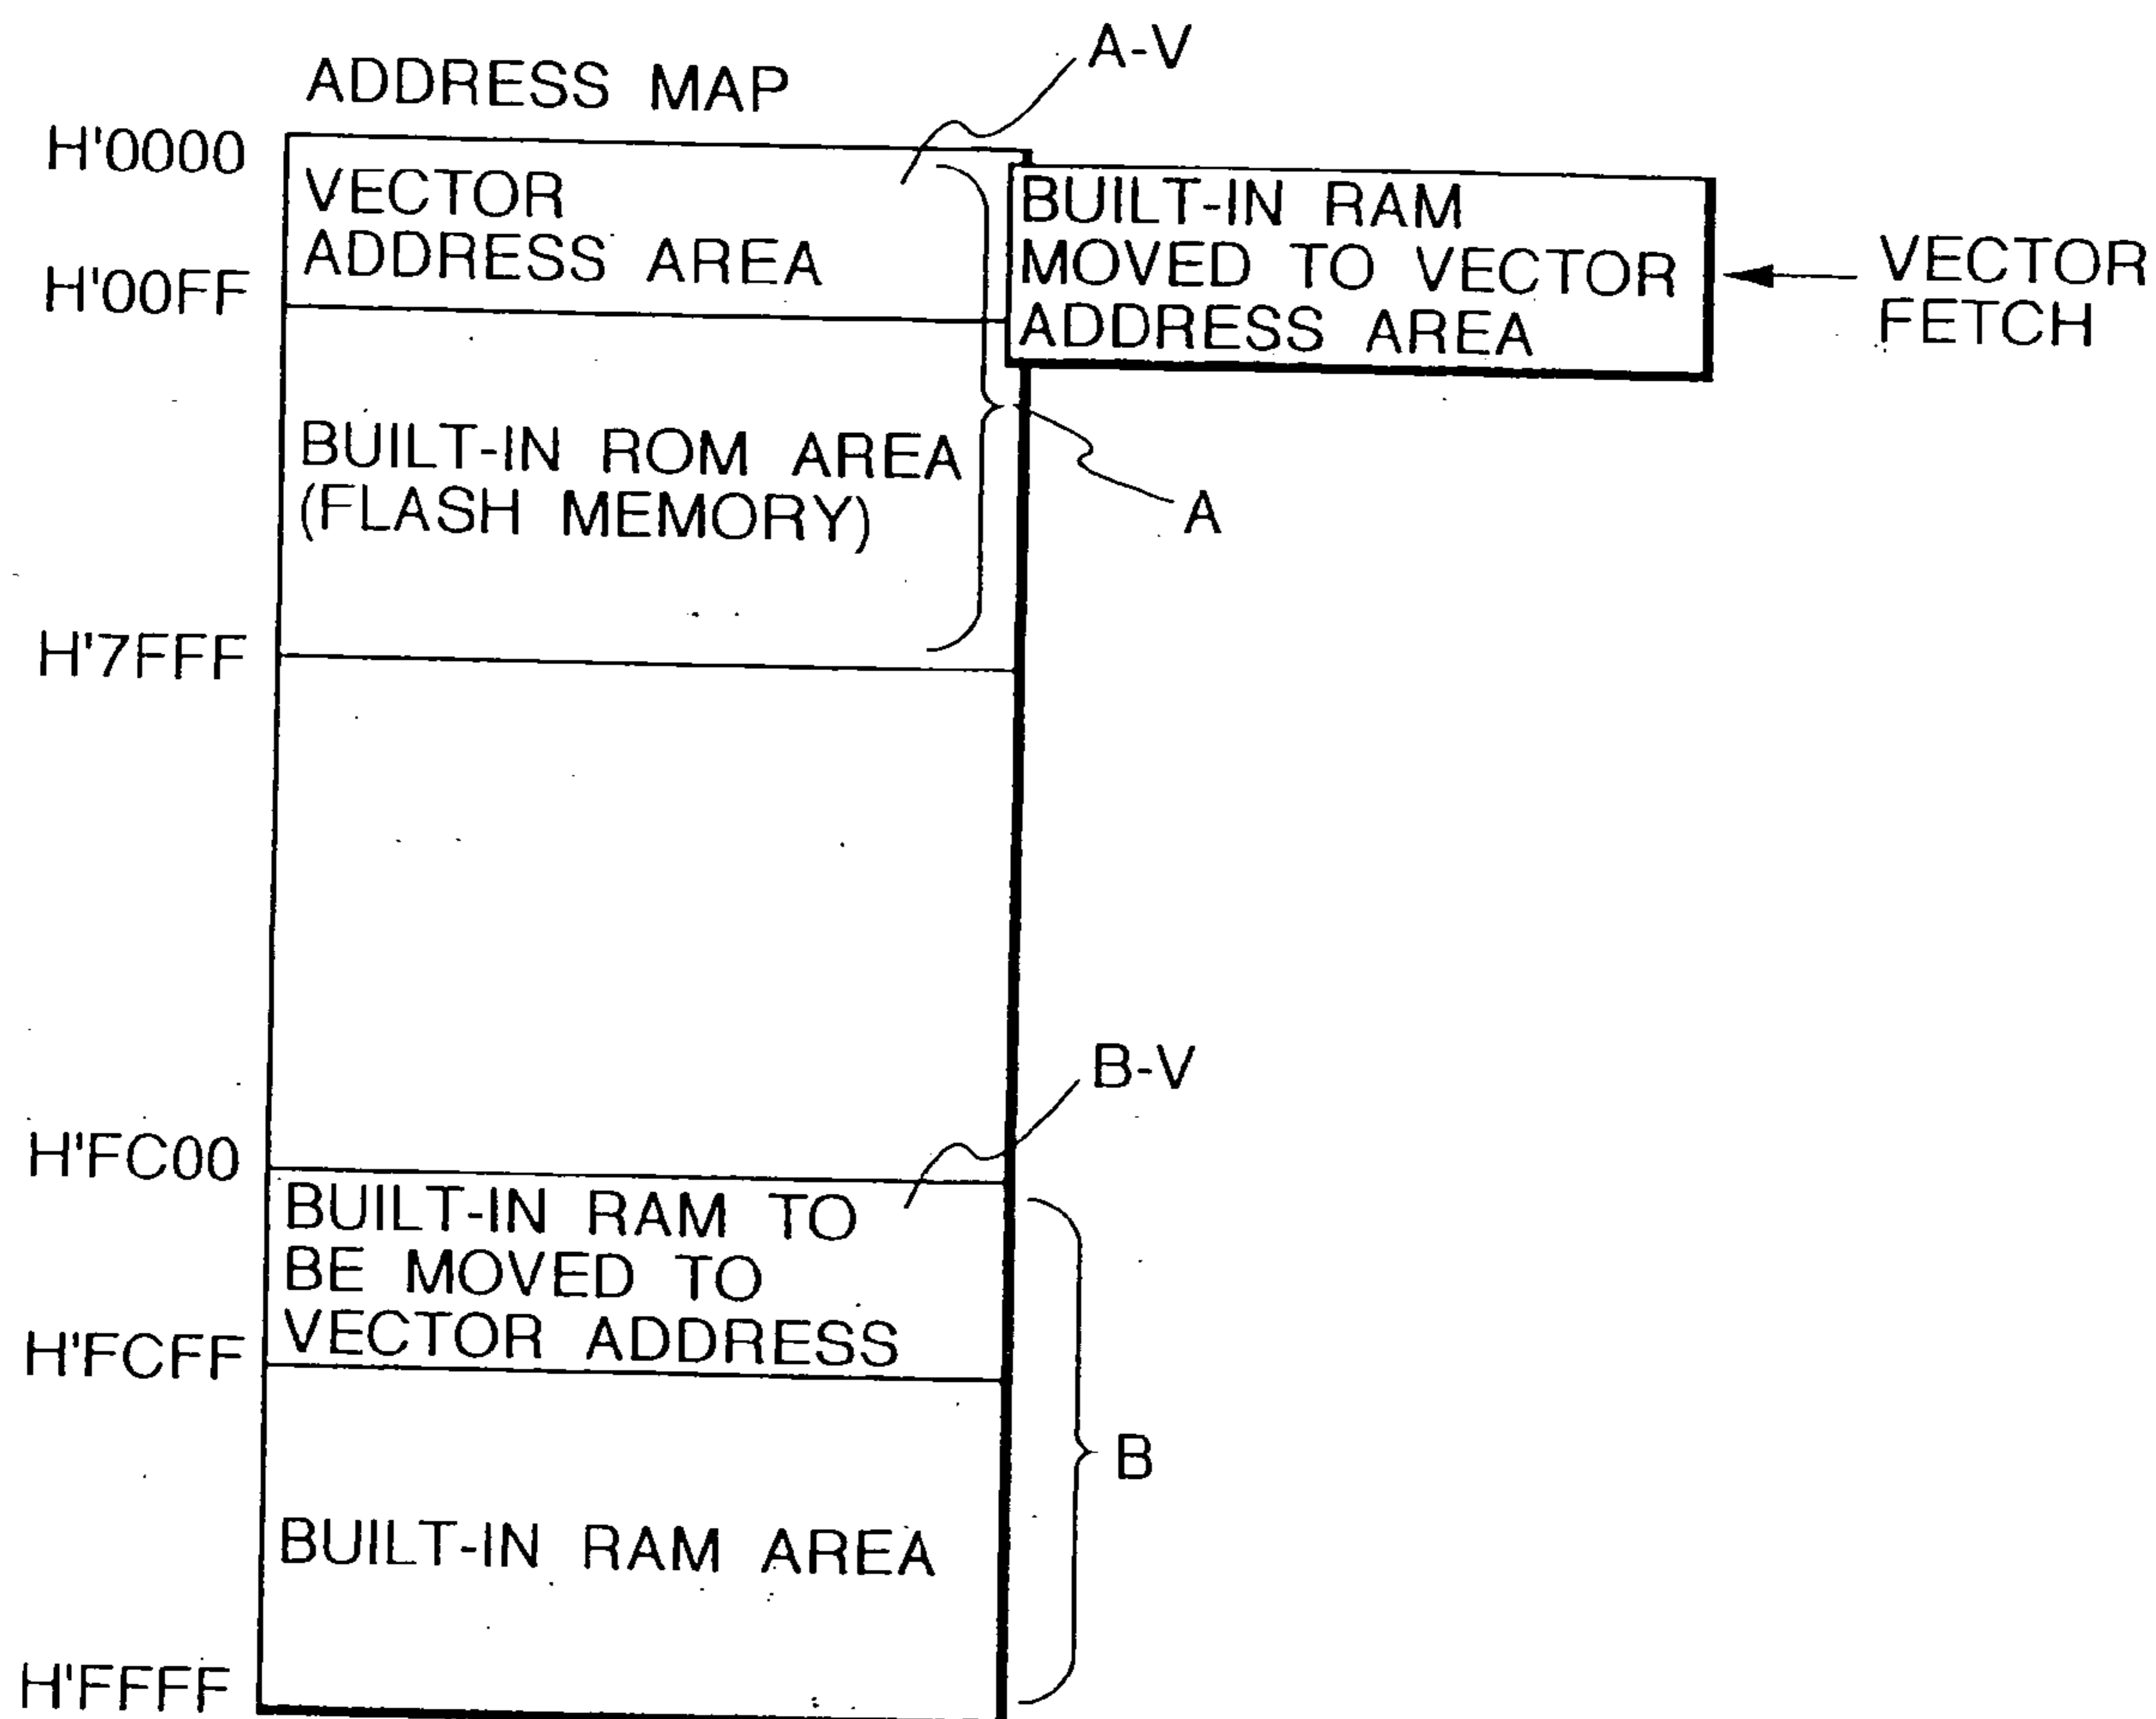 A-V
ADDRESS MAP
H'0000
VECTOR
ADDRESS AREA
H'00FF
BUILT-IN RAM
MOVED TO VECTOR
ADDRESS AREA
VECTOR
FETCH
BUILT-IN ROM AREA
(FLASH MEMORY)
A
H'7FFF
B-V
H'FC00
BUILT-IN RAM TO
BE MOVED TO
VECTOR ADDRESS
H'FCFF
B
BUILT-IN RAM AREA
H'FFFF